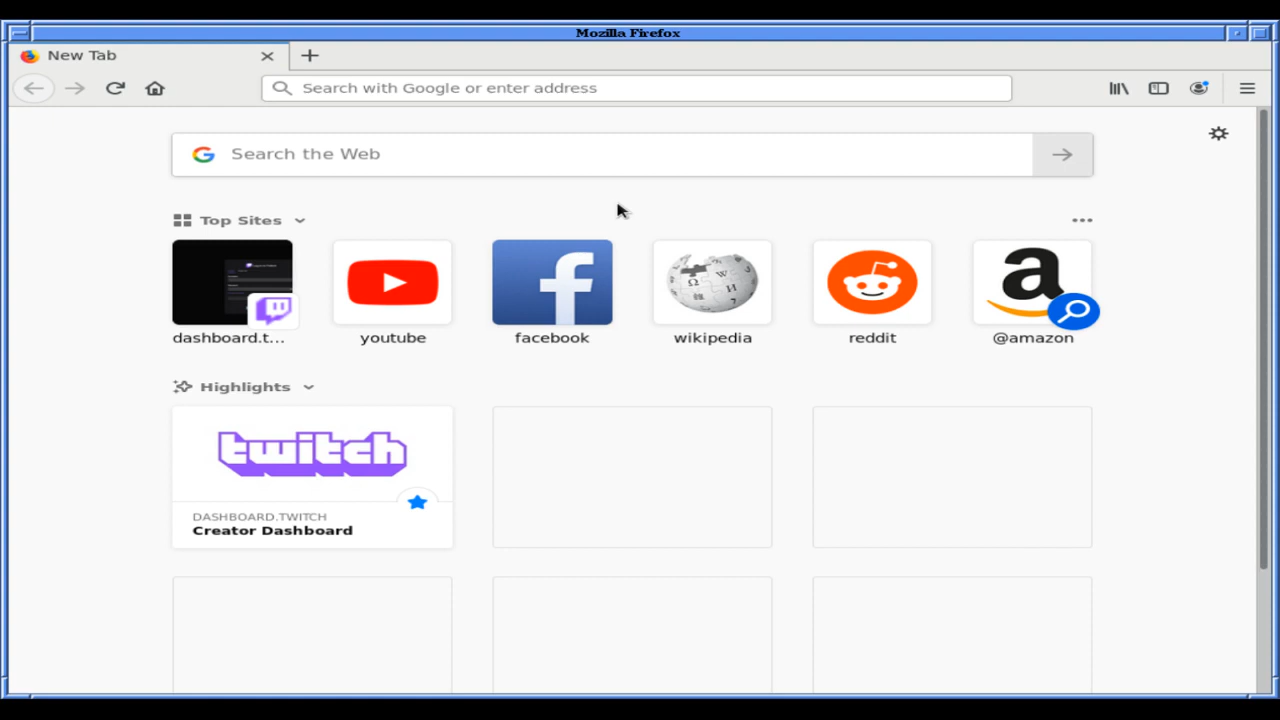 Mozilla Firefox
New Tab
Search with Google or enter address
Search the Web
Top Sites
dashboard.t...
youtube
facebook
wikipedia
reddit
@amazon
Highlights
twitch
DASHBOARD.TWITCH
Creator Dashboard